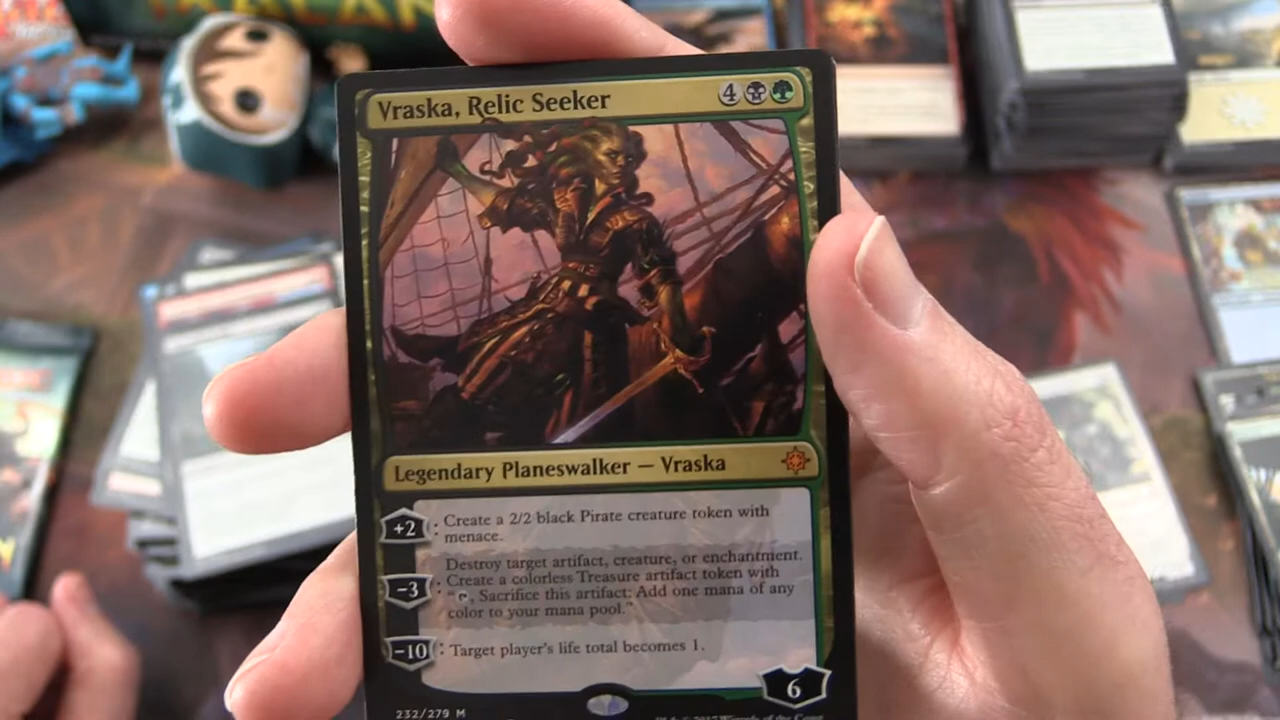 IXALAN
Vraska, Relic Seeker 4
Legendary Planeswalker — Vraska
+2 : Create a 2/2 black Pirate creature token with
menace.
Destroy target artifact, creature, or enchantment.
-3 : Create a colorless Treasure artifact token with
", Sacrifice this artifact: Add one mana of any
color to your mana pool."
-10 : Target player's life total becomes 1.
6
232/279 M